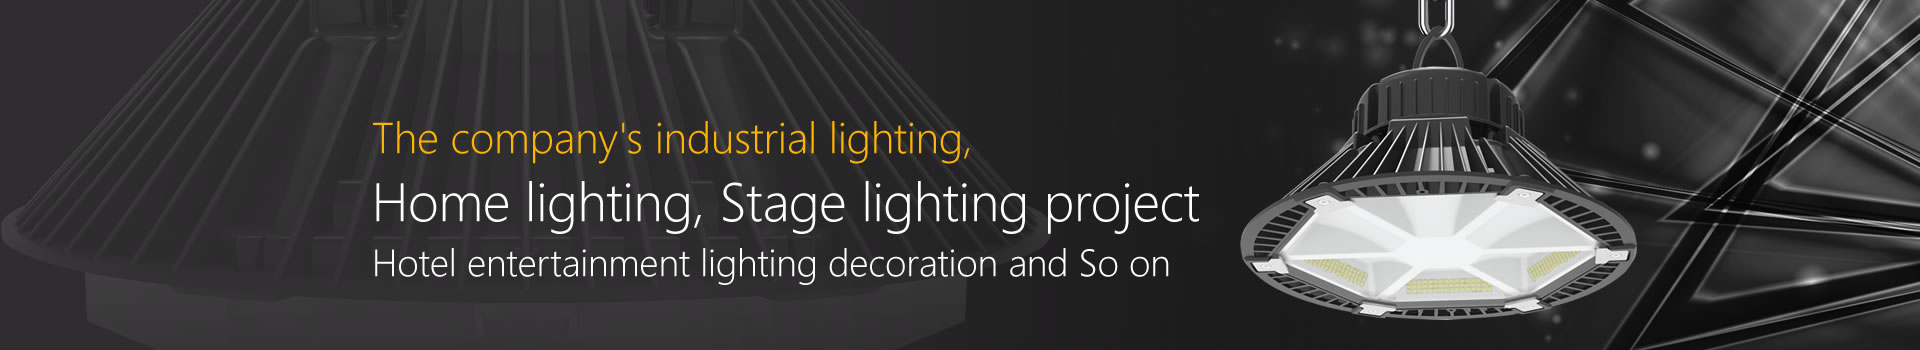 The company's industrial lighting,
Home lighting, Stage lighting project
Hotel entertainment lighting decoration and So on